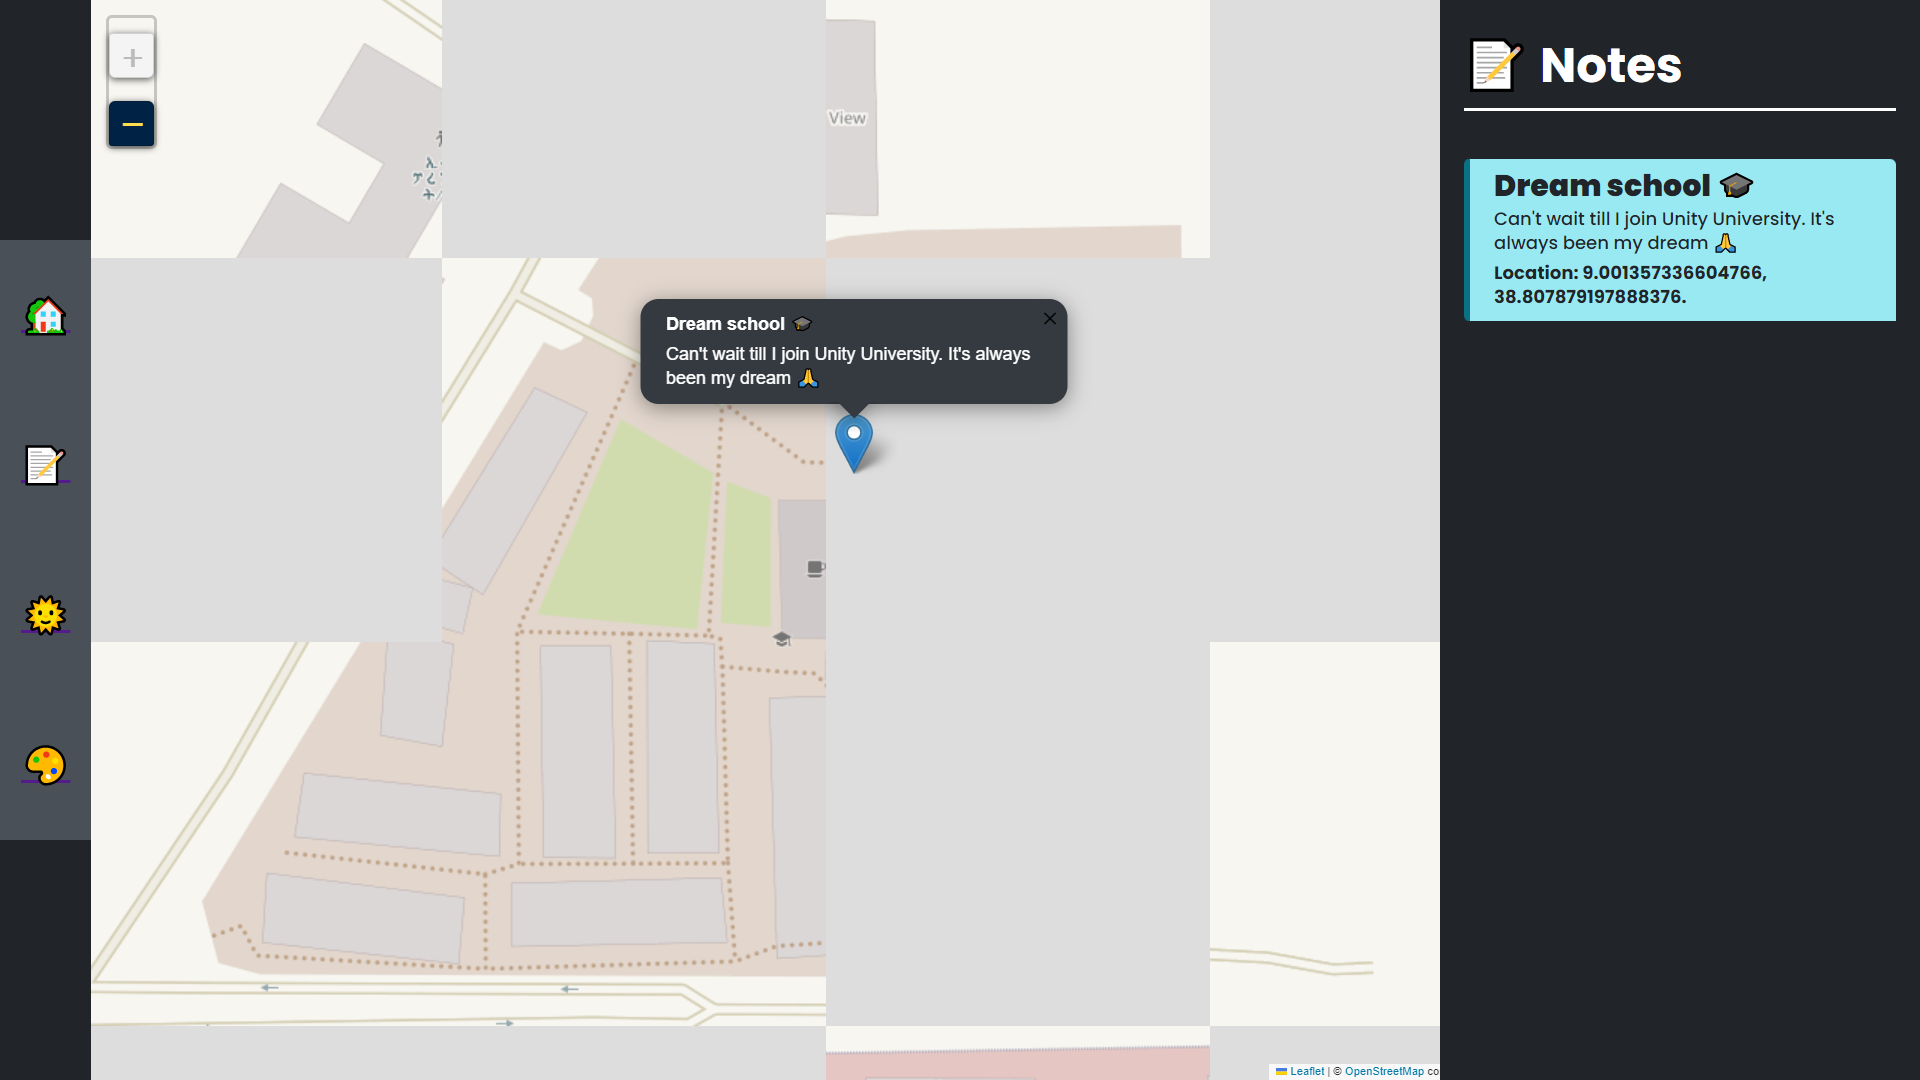 +
−
View
Dream school 🎓
Can't wait till I join Unity University. It's always
been my dream 🙏
×
Leaflet | © OpenStreetMap co
📝 Notes
Dream school 🎓
Can't wait till I join Unity University. It's
always been my dream 🙏
Location: 9.001357336604766,
38.807879197888376.